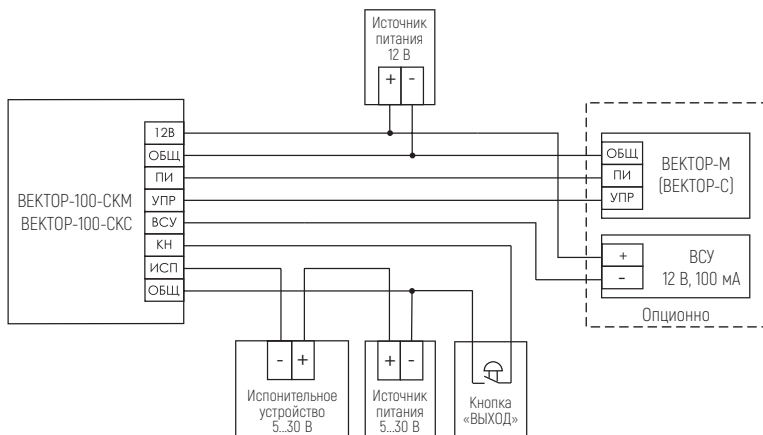 Источник
питания
12 В
+ -
ВЕКТОР-100-СКМ
ВЕКТОР-100-СКС
12В
ОБЩ
ПИ
УПР
ВСУ
КН
ИСП
ОБЩ
ОБЩ
ПИ
УПР
ВЕКТОР-М
(ВЕКТОР-С)
+
-
ВСУ
12 В, 100 мА
Опционно
- +
Испонительное
устройство
5...30 В
+ -
Источник
питания
5...30 В
Кнопка
«ВЫХОД»